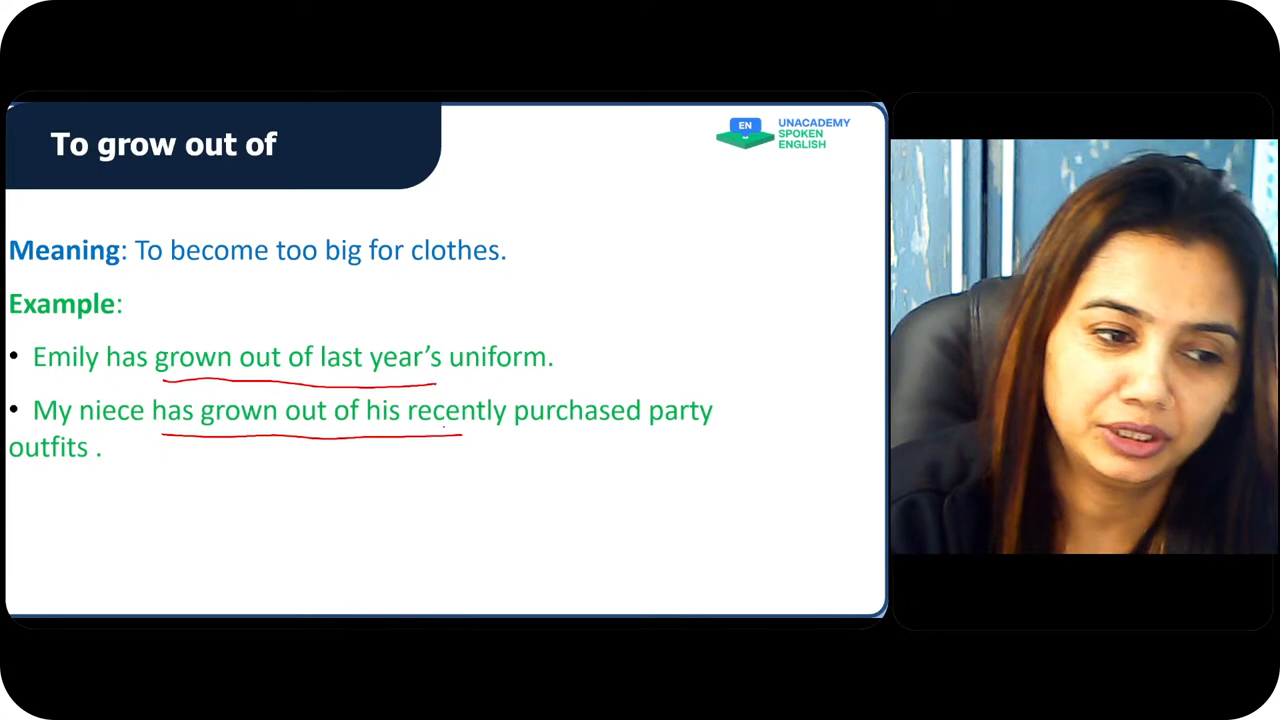 To grow out of
EN
UNACADEMY
SPOKEN
ENGLISH
Meaning: To become too big for clothes.
Example:
• Emily has grown out of last year’s uniform.
• My niece has grown out of his recently purchased party
outfits .